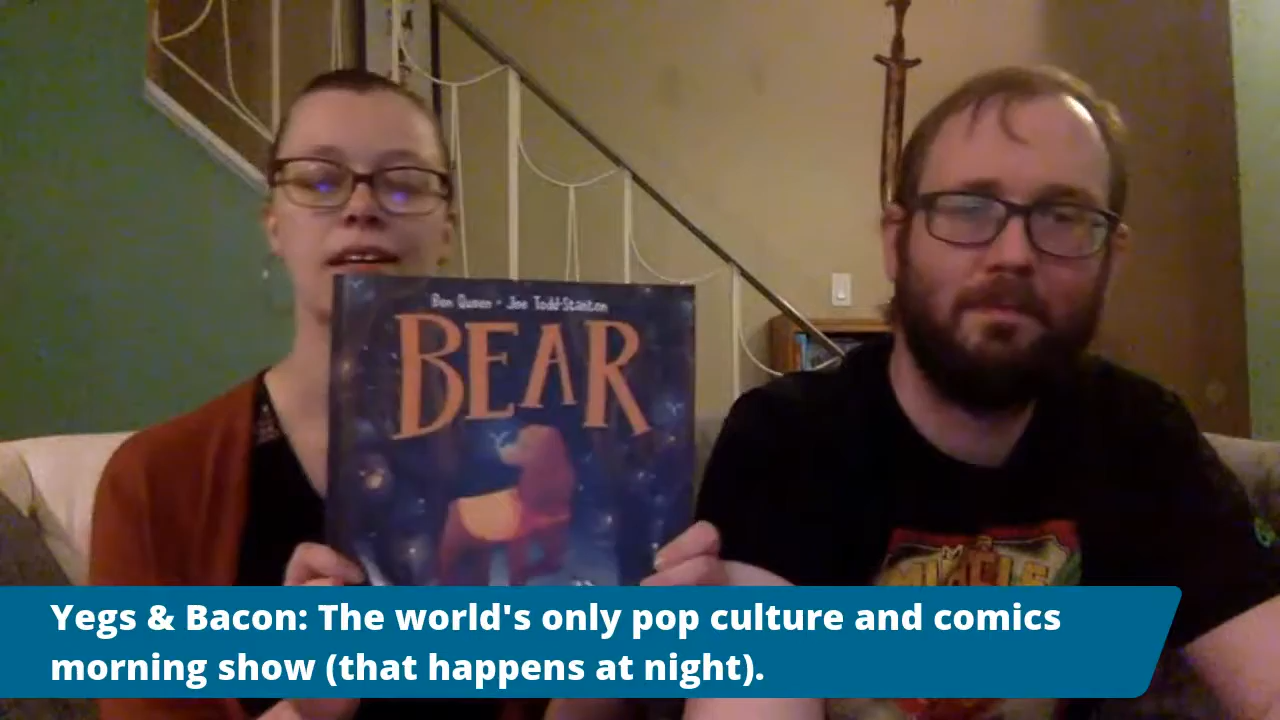 Ben Queen • Joe Todd-Stanton
BEAR
MIRACLE
Yegs & Bacon: The world's only pop culture and comics
morning show (that happens at night).